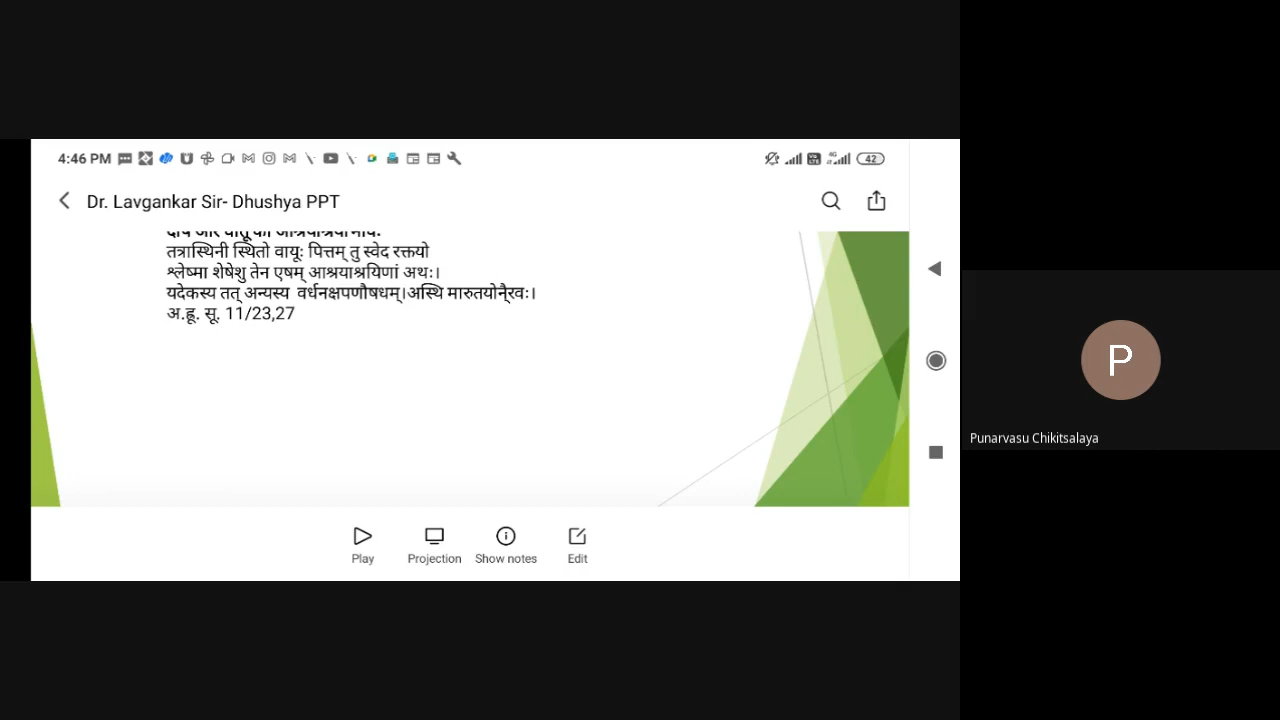 4:46 PM
42
Dr. Lavgankar Sir- Dhushya PPT
तत्रास्थिनी स्थितो वायूः पित्तम् तु स्वेद रक्तयो
श्लेष्मा शेषेशु तेन एषम् आश्रयाश्रयिणां अथः।
यदेकस्य तत् अन्यस्य वर्धनक्षपणौषधम्।अस्थि मारुतयोनै्रवः।
अ.हृ. सू. 11/23,27
Play
Projection
Show notes
Edit
P
Punarvasu Chikitsalaya